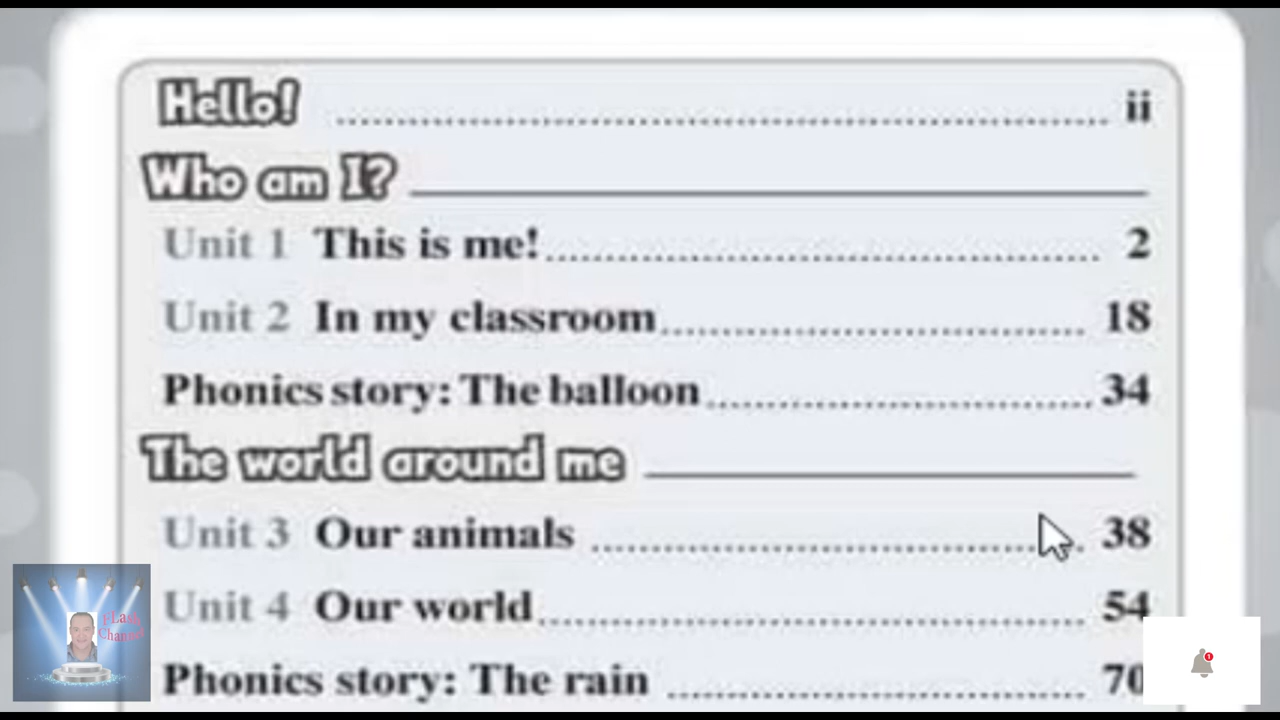 Hello! ........ ii
Who am I?
Unit 1 This is me! ........ 2
Unit 2 In my classroom ........ 18
Phonics story: The balloon ........ 34
The world around me
Unit 3 Our animals ........ 38
Unit 4 Our world ........ 54
Phonics story: The rain ........ 70
FLash
Channel